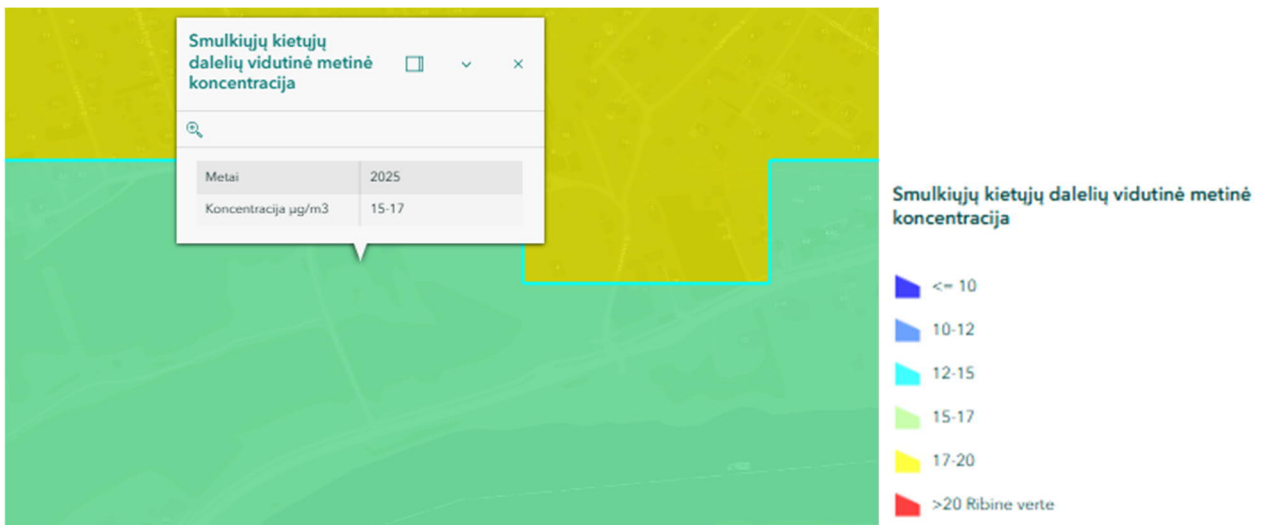 Smulkiųjų kietųjų
dalelių vidutinė metinė
koncentracija
Metai 2025
Koncentracija µg/m3 15-17
Smulkiųjų kietųjų dalelių vidutinė metinė
koncentracija
<= 10
10-12
12-15
15-17
17-20
>20 Ribine verte